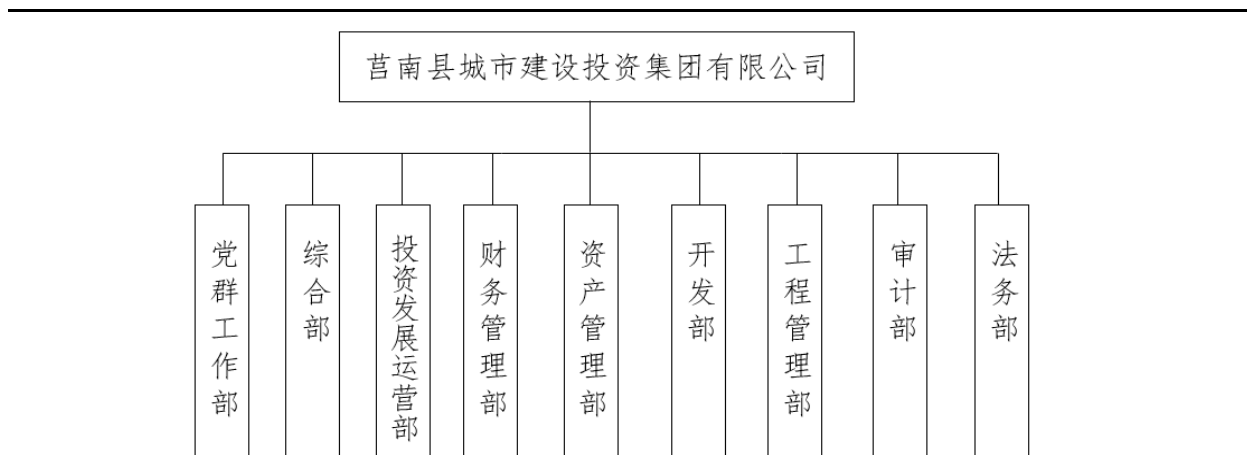 莒南县城市建设投资集团有限公司
党群工作部
综合部
投资发展运营部
财务管理部
资产管理部
开发部
工程管理部
审计部
法务部